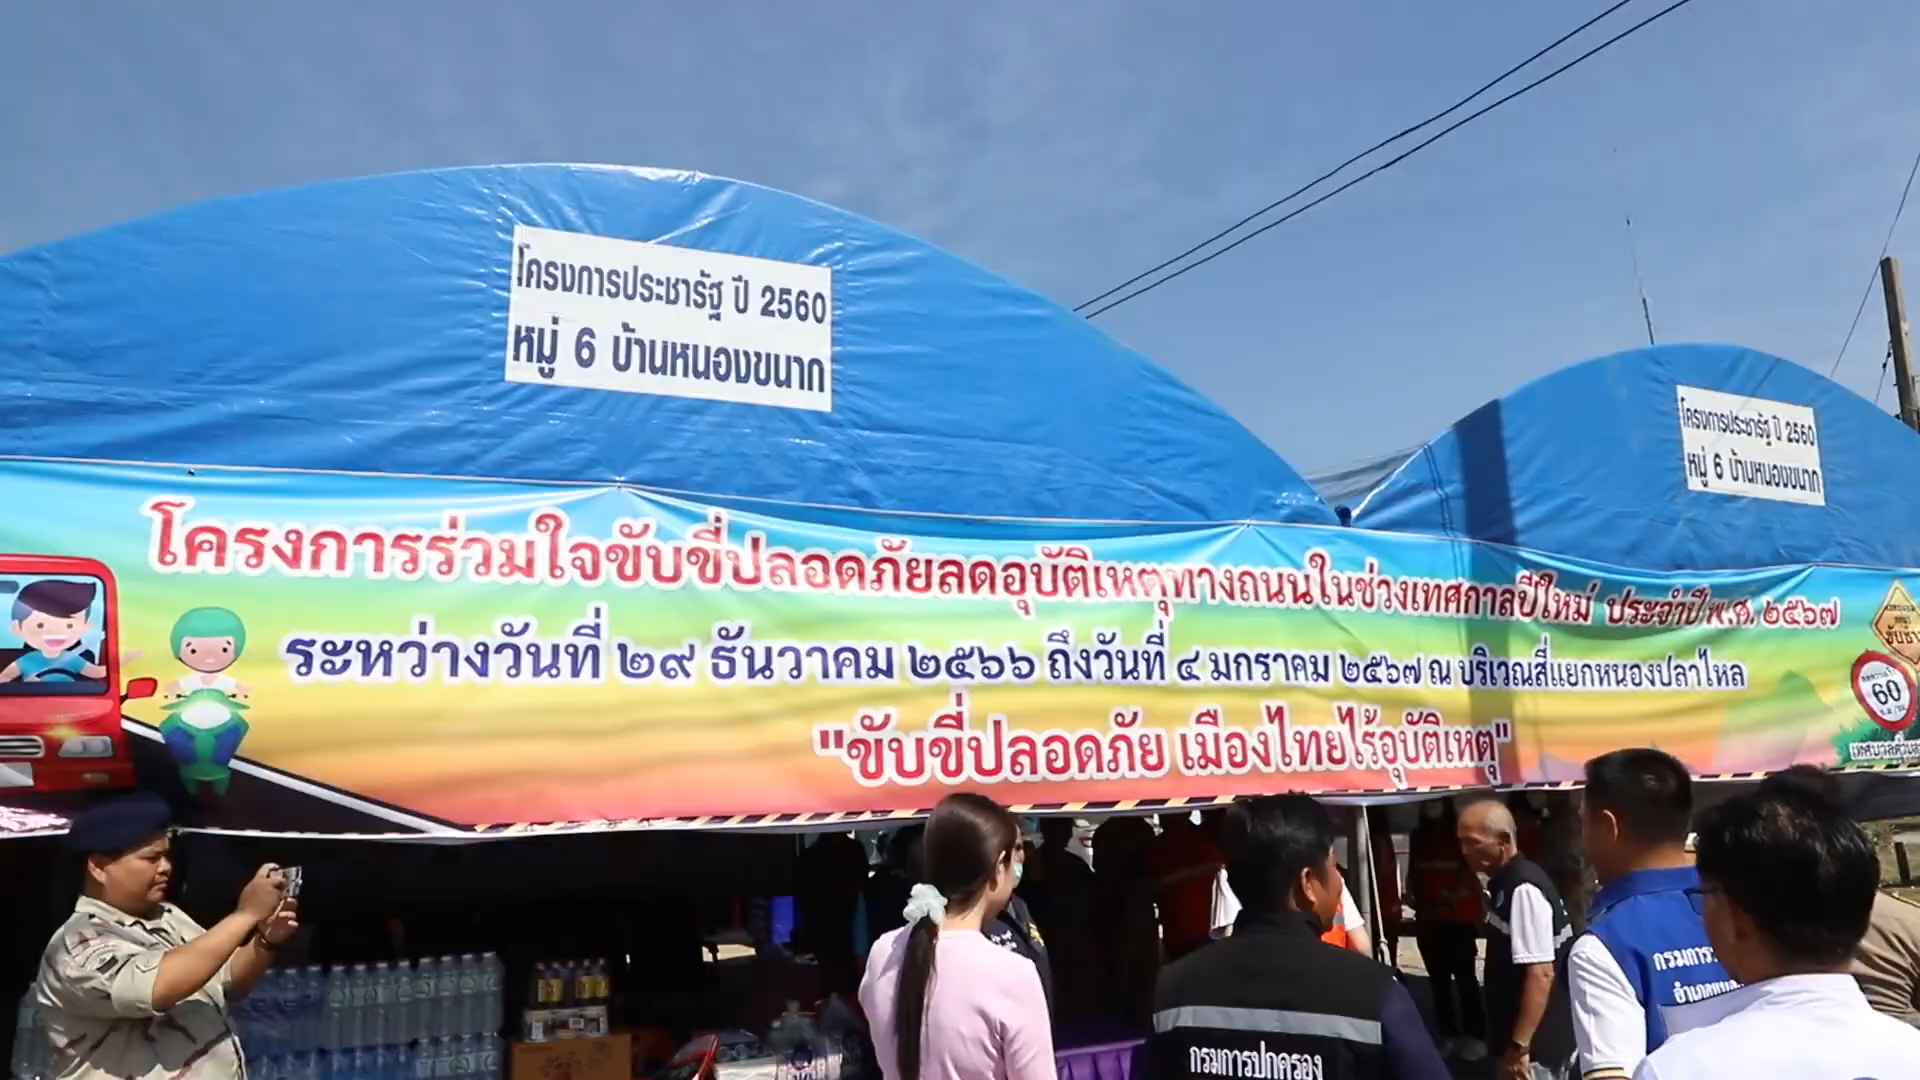 โครงการประชารัฐ ปี 2560
หมู่ 6 บ้านหนองขนาก
โครงการประชารัฐ ปี 2560
หมู่ 6 บ้านหนองขนาก
โครงการร่วมใจขับขี่ปลอดภัยลดอุบัติเหตุทางถนนในช่วงเทศกาลปีใหม่ ประจำปี พ.ศ. ๒๕๖๗
ระหว่างวันที่ ๒๙ ธันวาคม ๒๕๖๖ ถึงวันที่ ๔ มกราคม ๒๕๖๗ ณ บริเวณสี่แยกหนองปลาไหล
"ขับขี่ปลอดภัย เมืองไทยไร้อุบัติเหตุ"
60
กรมการปกครอง